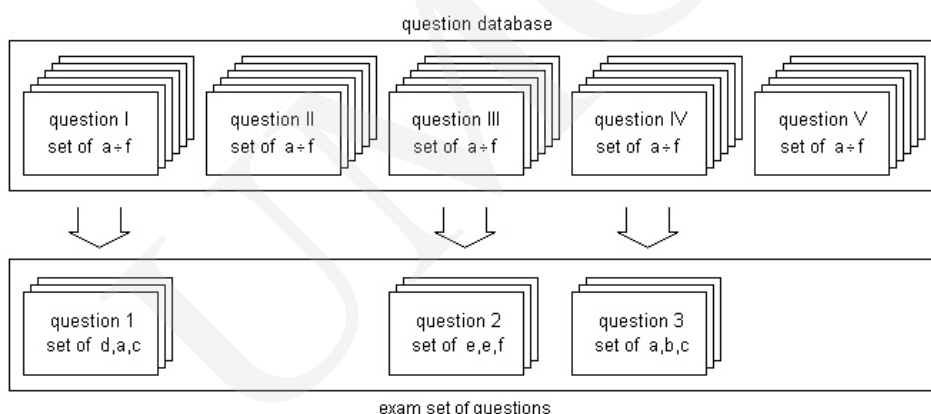 question database
question I
set of a÷f
question II
set of a÷f
question III
set of a÷f
question IV
set of a÷f
question V
set of a÷f
question 1
set of d,a,c
question 2
set of e,e,f
question 3
set of a,b,c
exam set of questions